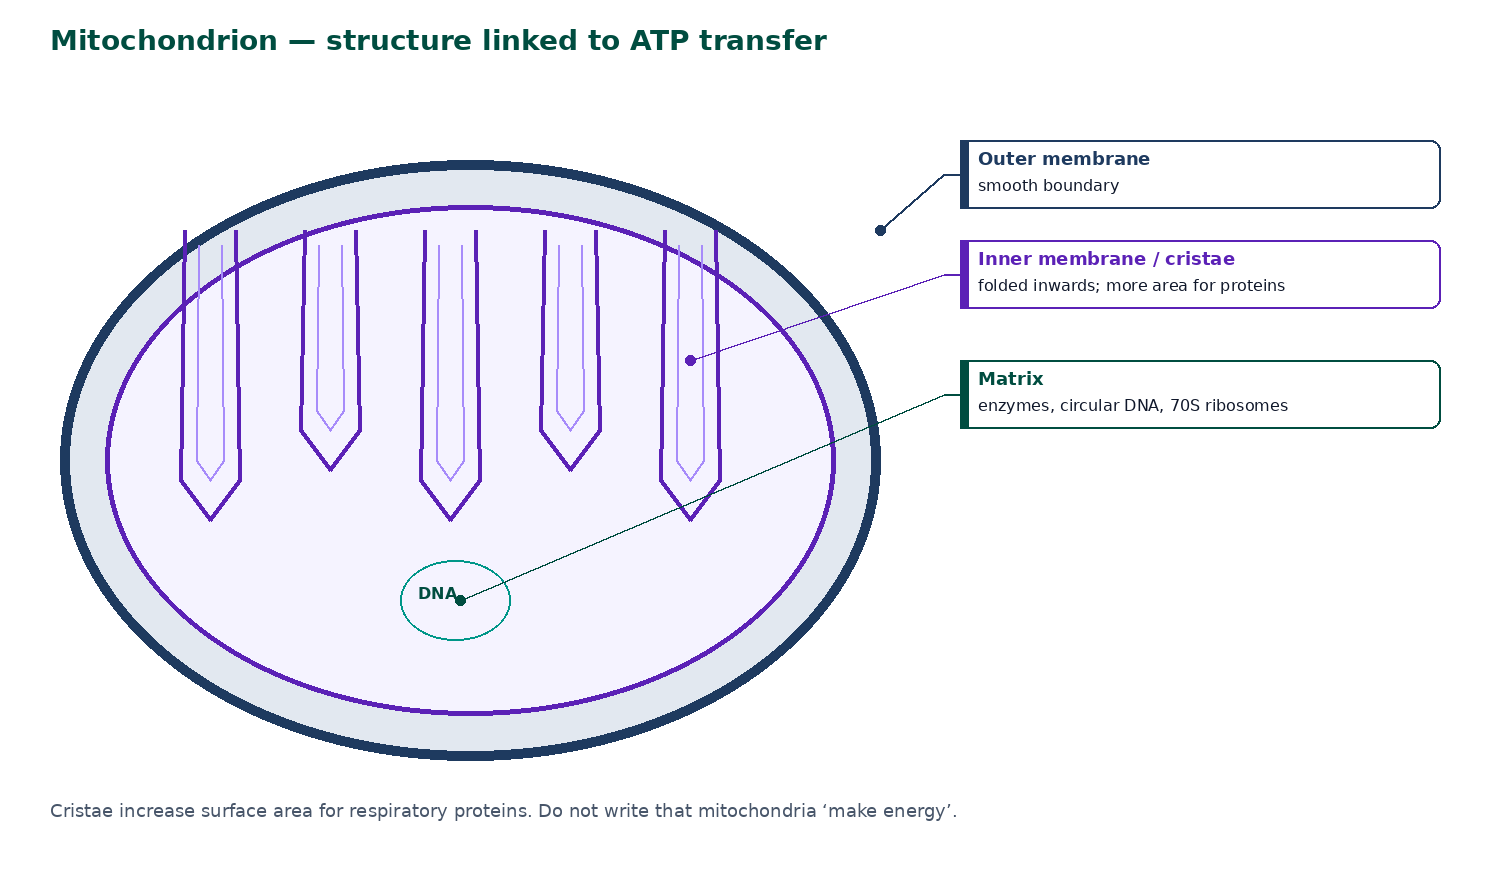 Mitochondrion — structure linked to ATP transfer
Outer membrane
smooth boundary
Inner membrane / cristae
folded inwards; more area for proteins
Matrix
enzymes, circular DNA, 70S ribosomes
DNA
Cristae increase surface area for respiratory proteins. Do not write that mitochondria ‘make energy’.